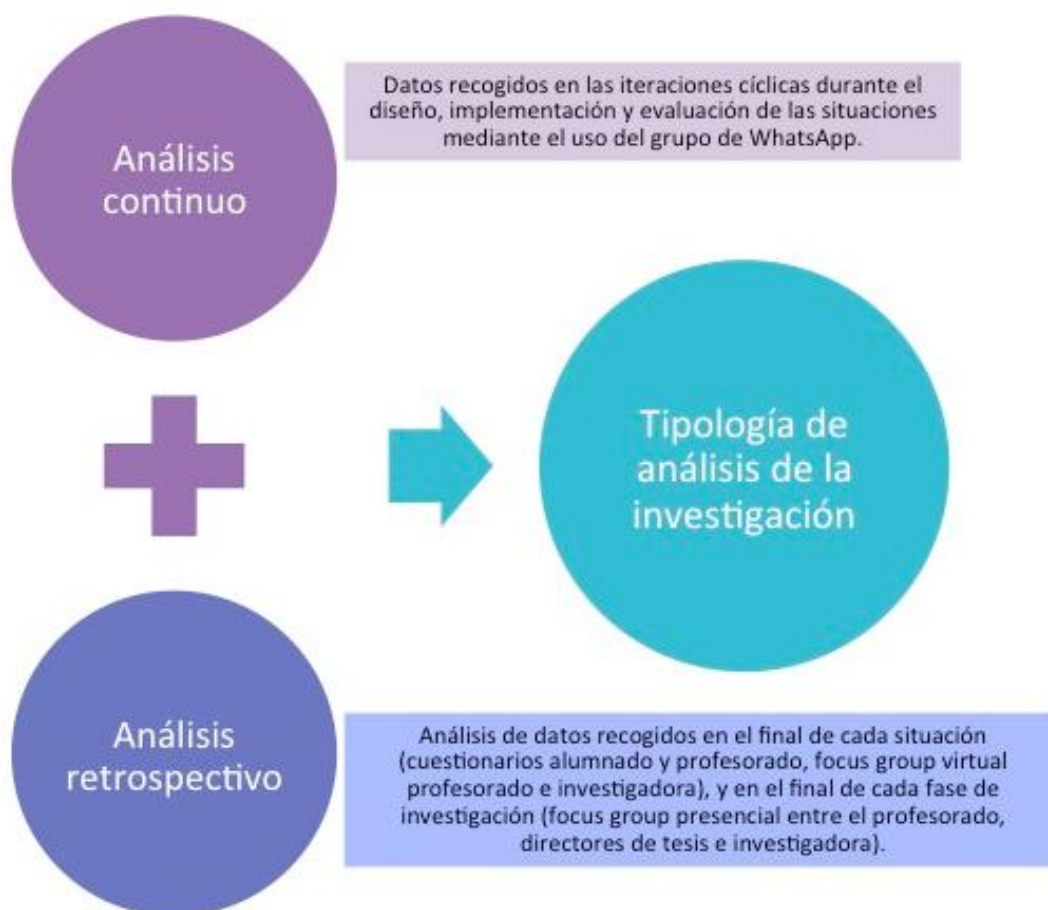 Análisis
continuo
Datos recogidos en las iteraciones cíclicas durante el
diseño, implementación y evaluación de las situaciones
mediante el uso del grupo de WhatsApp.
Tipología de
análisis de la
investigación
Análisis
retrospectivo
Análisis de datos recogidos en el final de cada situación
(cuestionarios alumnado y profesorado, focus group virtual
profesorado e investigadora), y en el final de cada fase de
investigación (focus group presencial entre el profesorado,
directores de tesis e investigadora).